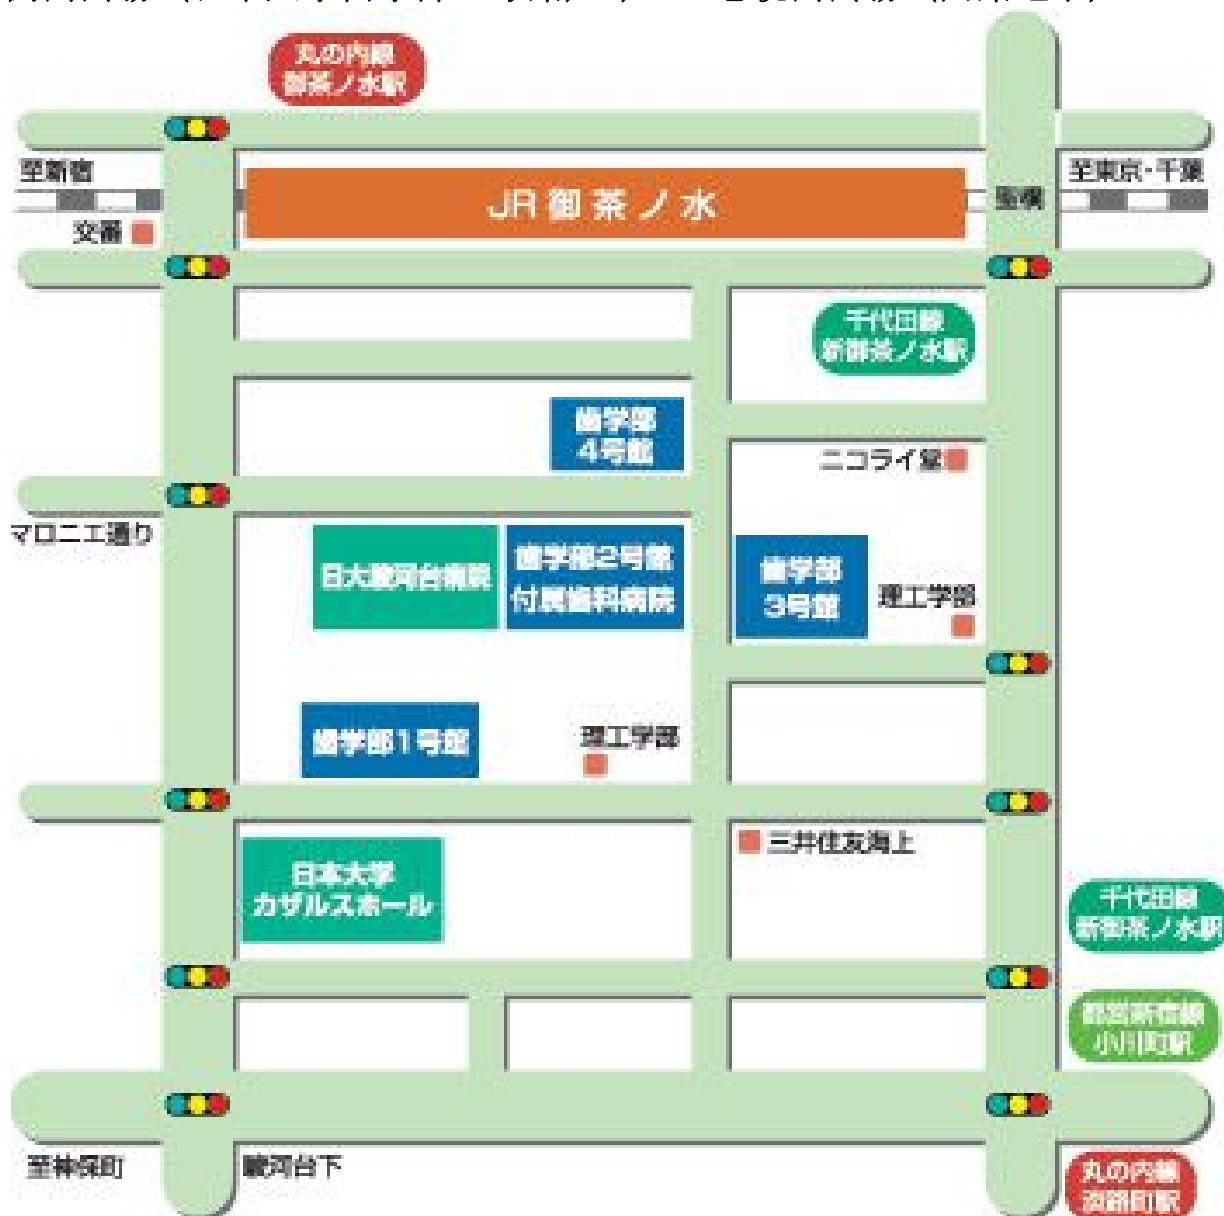 丸の内線
御茶ノ水駅
至新宿
至東京・千葉
JR御茶ノ水
聖橋
交番
千代田線
新御茶ノ水駅
歯学部
4号館
ニコライ堂
マロニエ通り
日大駿河台病院
歯学部2号館
付属歯科病院
歯学部
3号館
理工学部
歯学部1号館
理工学部
三井住友海上
日本大学
カザルスホール
千代田線
新御茶ノ水駅
都営新宿線
小川町駅
至神保町
駿河台下
丸の内線
淡路町駅